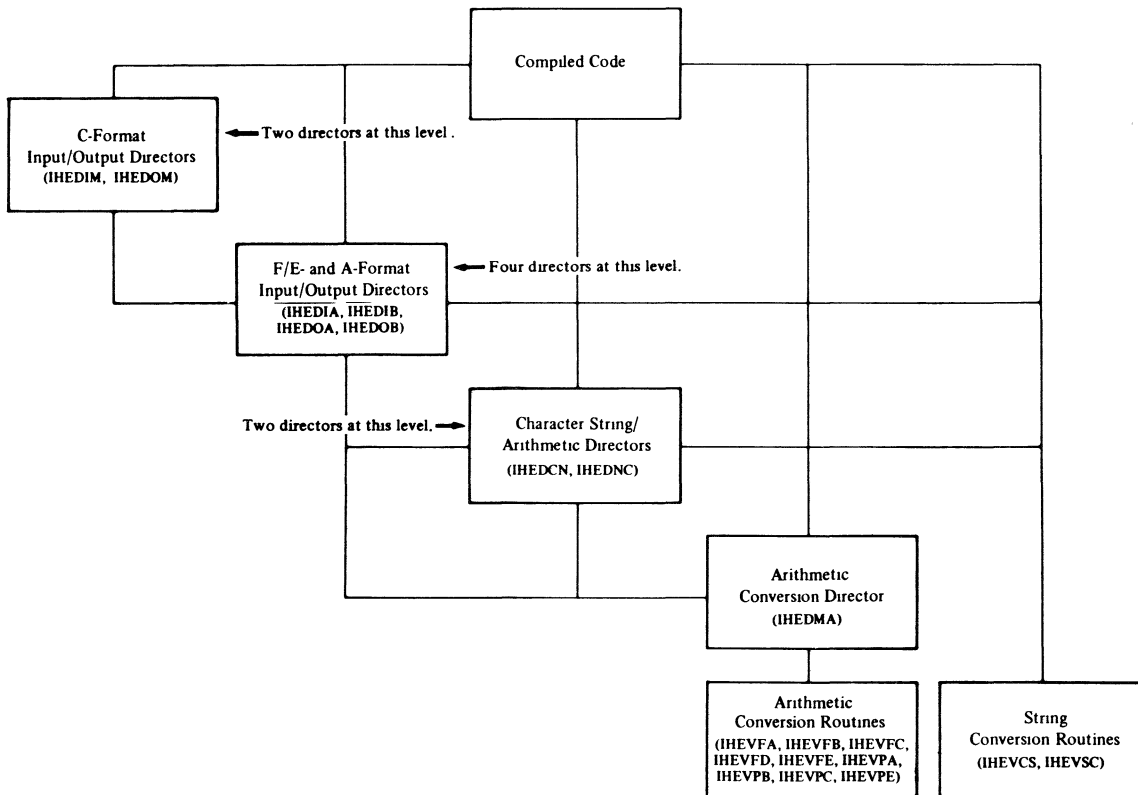 Compiled Code
C-Format
Input/Output Directors
(IHEDIM, IHEDOM)
Two directors at this level .
F/E- and A-Format
Input/Output Directors
(IHEDIA, IHEDIB,
IHEDOA, IHEDOB)
Four directors at this level.
Two directors at this level.
Character String/
Arithmetic Directors
(IHEDCN, IHEDNC)
Arithmetic
Conversion Director
(IHEDMA)
Arithmetic
Conversion Routines
(IHEVFA, IHEVFB, IHEVFC,
IHEVFD, IHEVFE, IHEVPA,
IHEVPB, IHEVPC, IHEVPE)
String
Conversion Routines
(IHEVCS, IHEVSC)